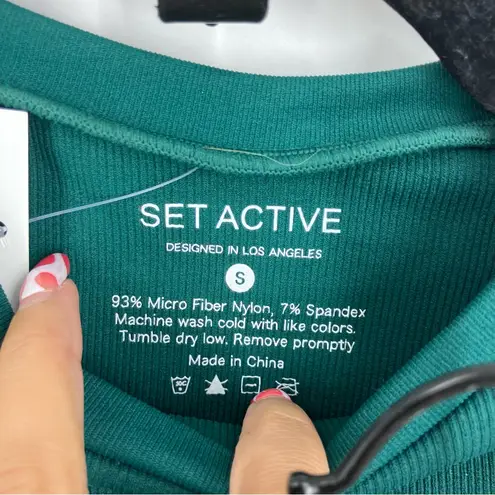 SET ACTIVE
DESIGNED IN LOS ANGELES
S
93% Micro Fiber Nylon, 7% Spandex
Machine wash cold with like colors.
Tumble dry low. Remove promptly
Made in China